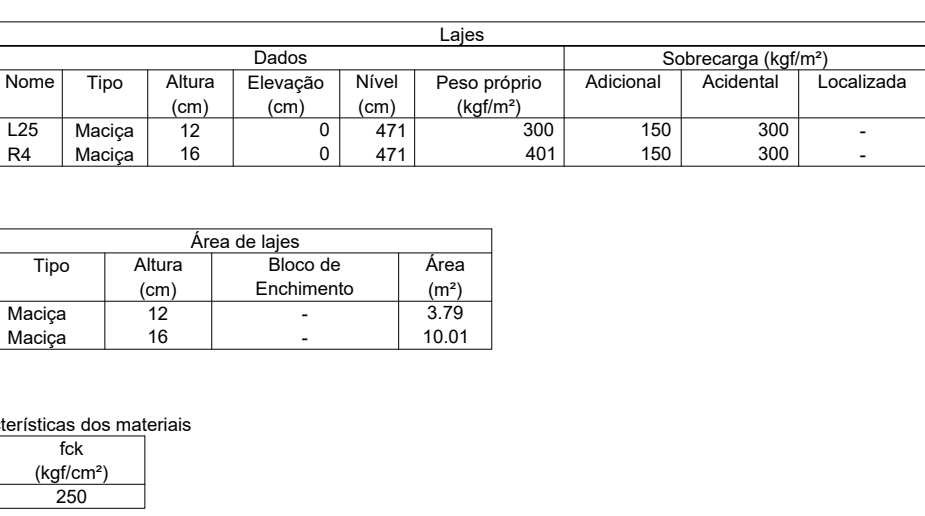 Lajes
Dados Sobrecarga (kgf/m²)
Nome Tipo Altura Elevação Nível Peso próprio Adicional Acidental Localizada
(cm) (cm) (cm) (kgf/m²)
L25 Maciça 12 0 471 300 150 300 -
R4 Maciça 16 0 471 401 150 300 -
Área de lajes
Tipo Altura Bloco de Área
(cm) Enchimento (m²)
Maciça 12 - 3.79
Maciça 16 - 10.01
cterísticas dos materiais
fck
(kgf/cm²)
250